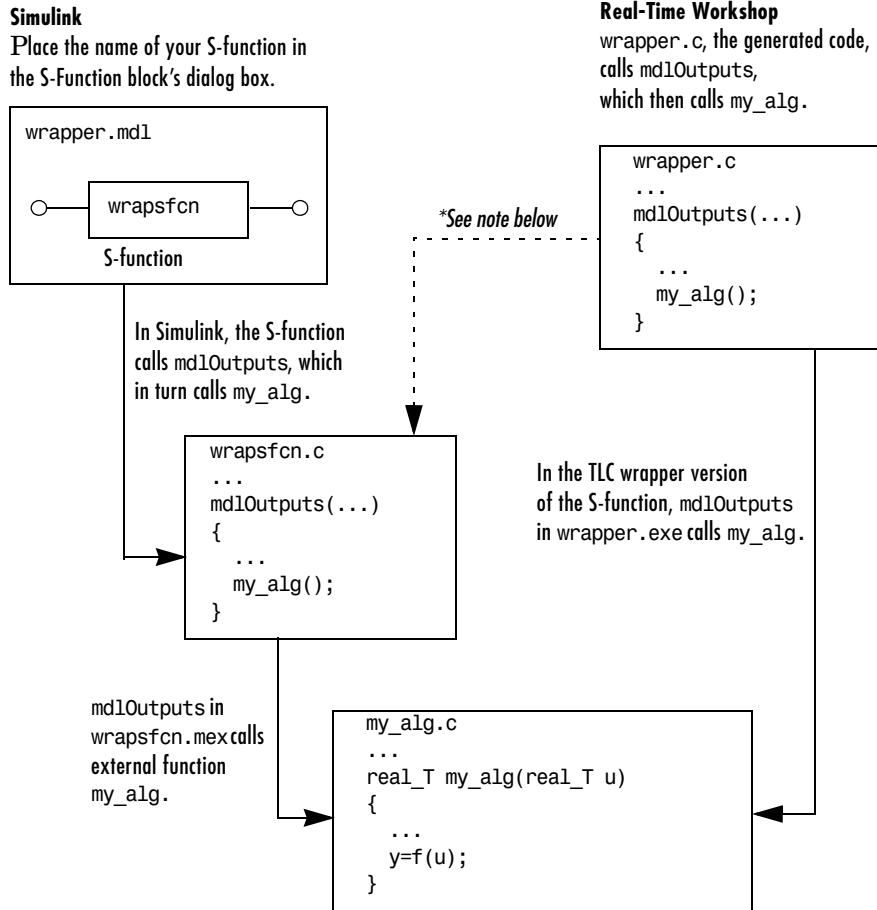 Simulink
Place the name of your S-function in
the S-Function block's dialog box.
Real-Time Workshop
wrapper.c, the generated code,
calls mdlOutputs,
which then calls my_alg.
wrapper.mdl
wrapsfcn
S-function
*See note below
wrapper.c
...
mdlOutputs(...)
{
...
my_alg();
}
In Simulink, the S-function
calls mdlOutputs, which
in turn calls my_alg.
wrapsfcn.c
...
mdlOutputs(...)
{
...
my_alg();
}
In the TLC wrapper version
of the S-function, mdlOutputs
in wrapper.exe calls my_alg.
mdlOutputs in
wrapsfcn.mex calls
external function
my_alg.
my_alg.c
...
real_T my_alg(real_T u)
{
...
y=f(u);
}